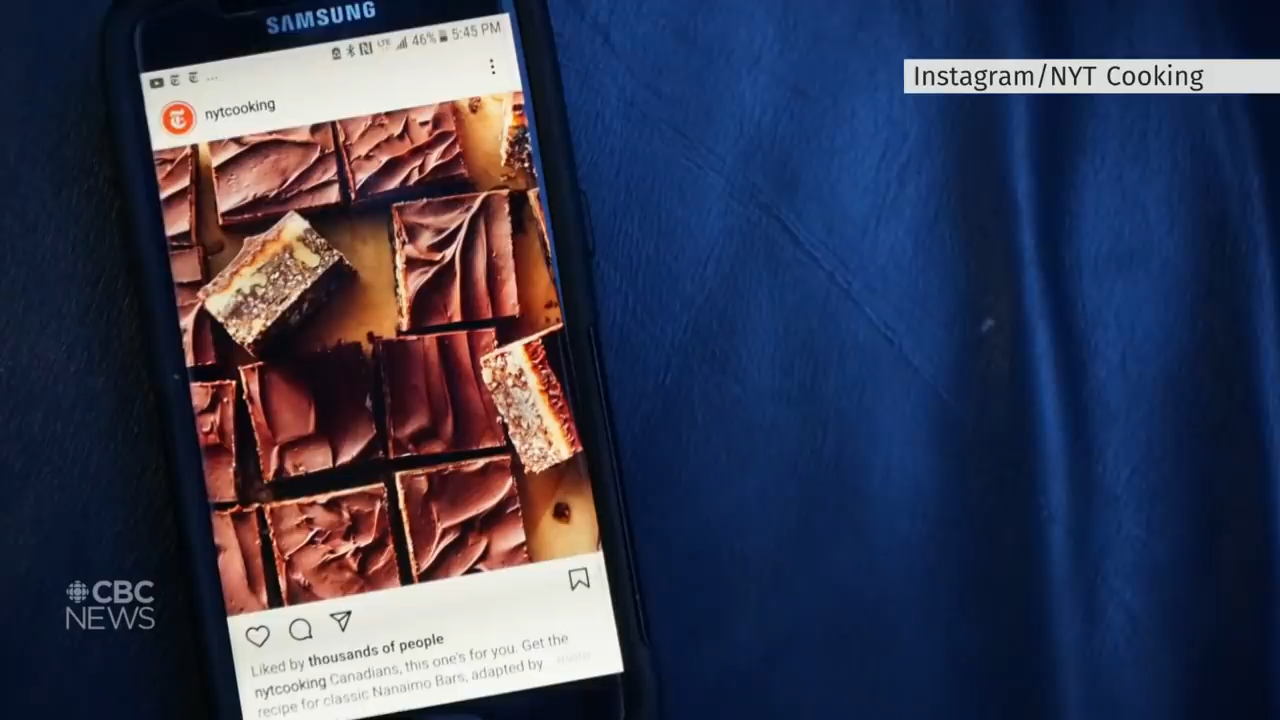 SAMSUNG
LTE 46% 5:45 PM
Instagram/NYT Cooking
nytcooking
CBC
NEWS
Liked by thousands of people
nytcooking Canadians, this one's for you. Get the
recipe for classic Nanaimo Bars, adapted by